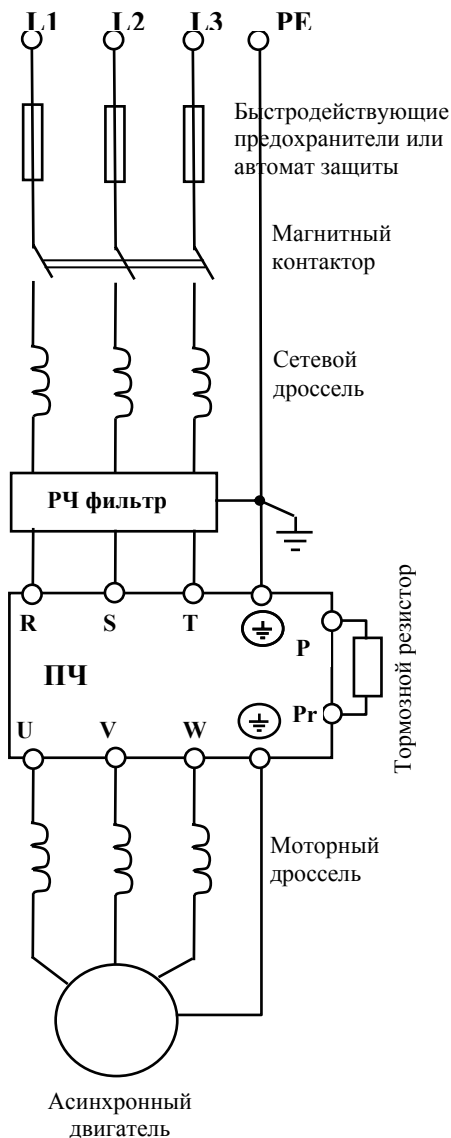 L1 L2 L3 PE
Быстродействующие
предохранители или
автомат защиты
Магнитный
контактор
Сетевой
дроссель
РЧ фильтр
R S T
P
Тормозной резистор
ПЧ
Pr
U V W
Моторный
дроссель
Асинхронный
двигатель